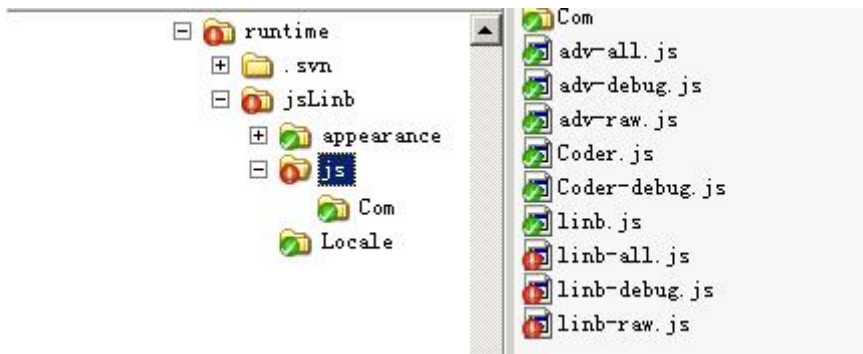 runtime
.svn
jsLinb
appearance
js
Com
Locale
Com
adv-all.js
adv-debug.js
adv-raw.js
Coder.js
Coder-debug.js
linb.js
linb-all.js
linb-debug.js
linb-raw.js